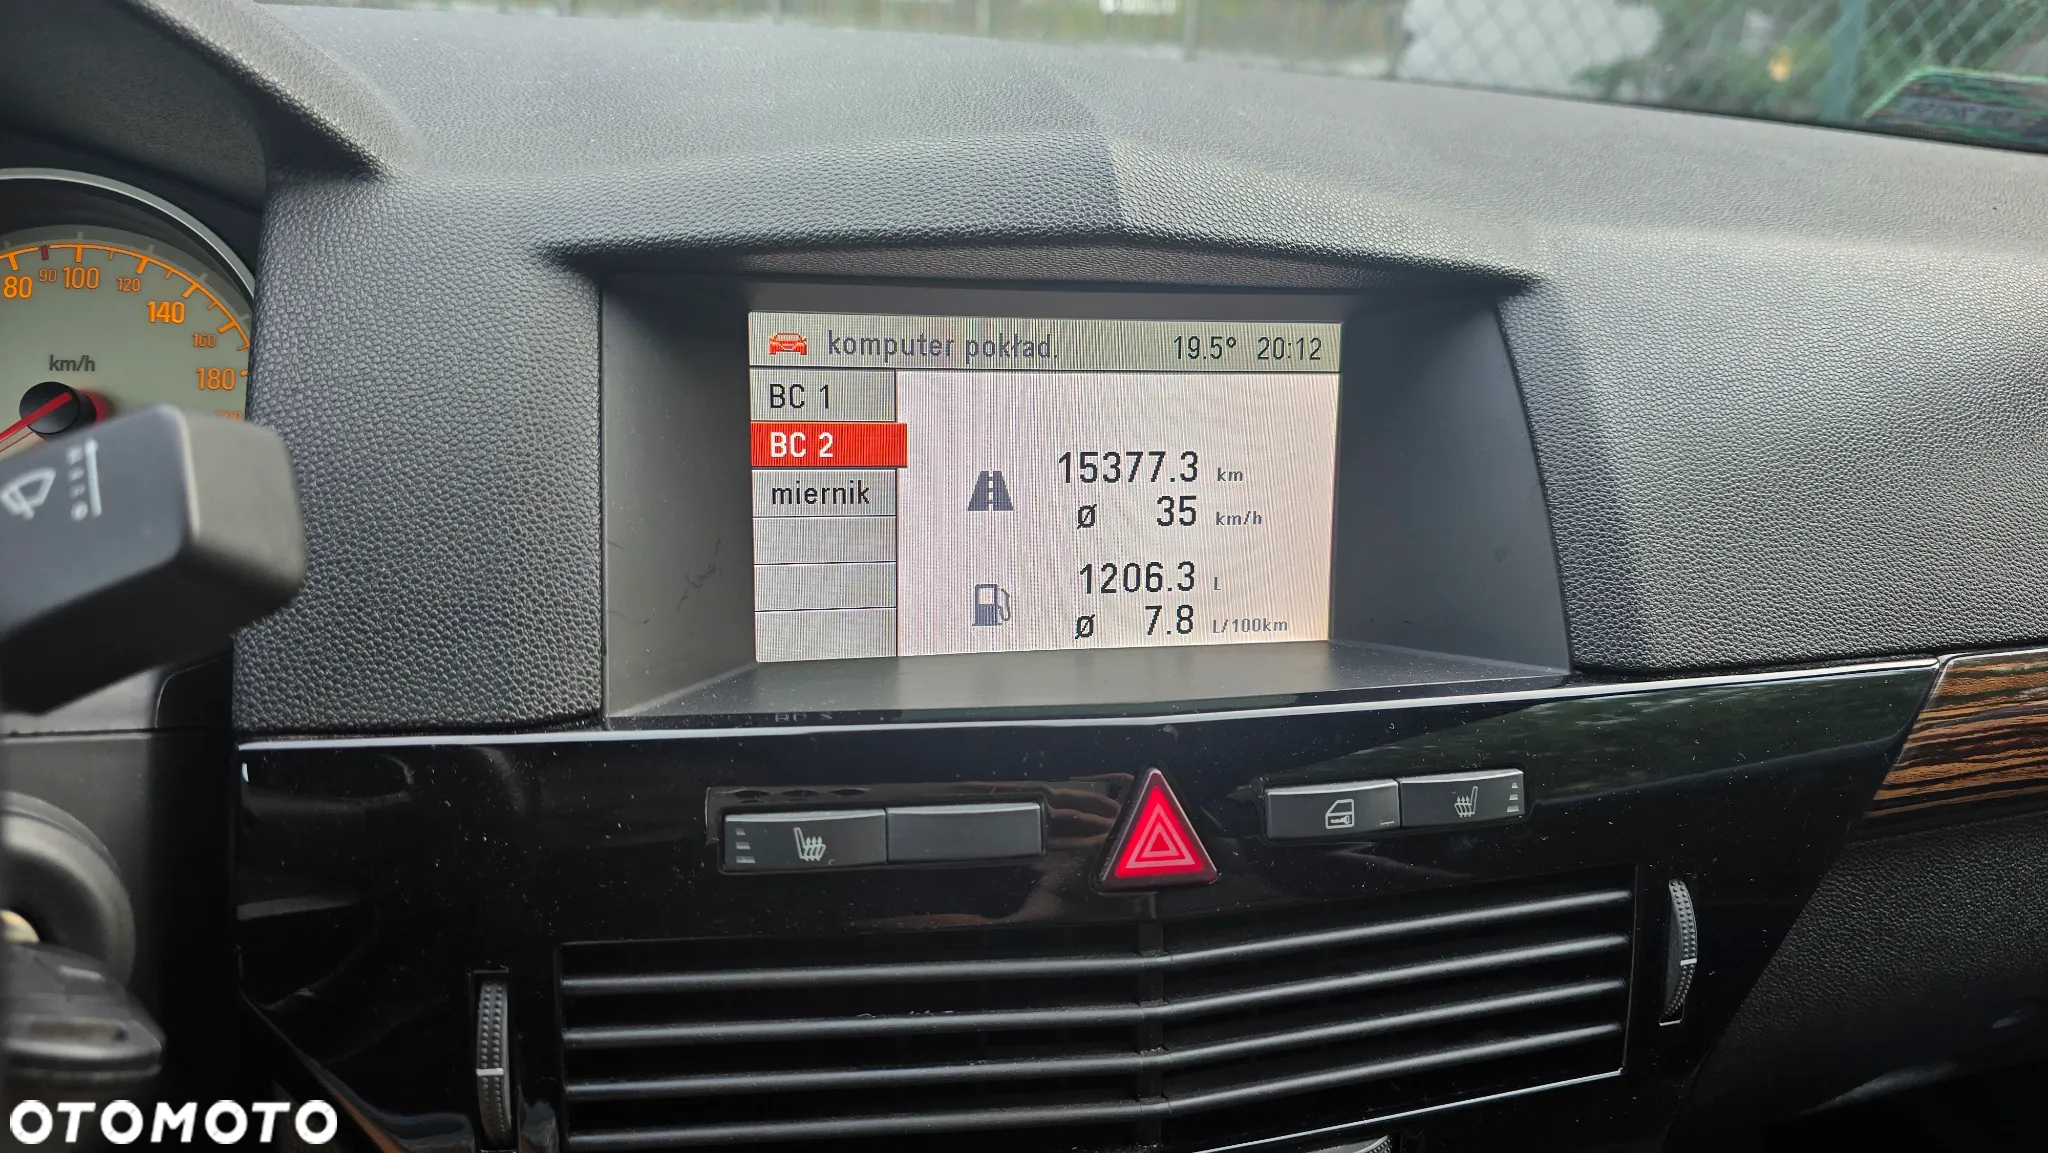 80 90 100 120 140 160 180
km/h
komputer pokład. 19.5° 20:12
BC 1
BC 2
miernik
15377.3 km
ø 35 km/h
1206.3 L
ø 7.8 L/100km
OTOMOTO